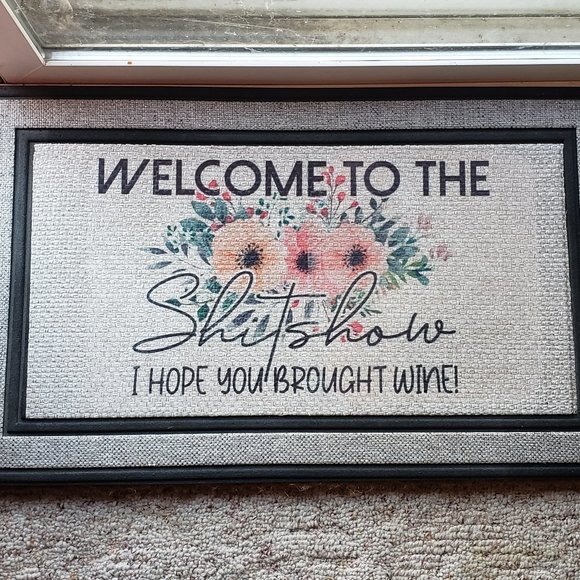 WELCOME TO THE
Shitshow
I HOPE YOU BROUGHT WINE!